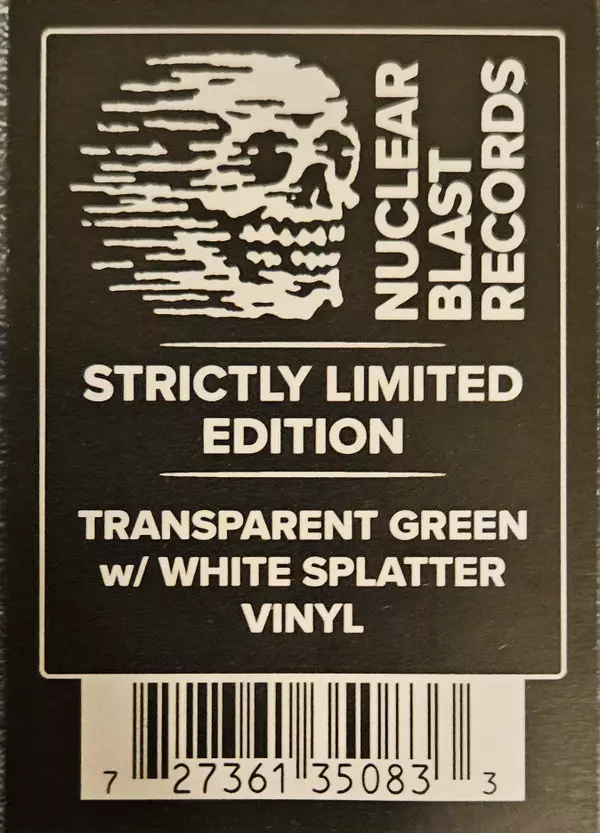 NUCLEAR
BLAST
RECORDS
STRICTLY LIMITED
EDITION
TRANSPARENT GREEN
w/ WHITE SPLATTER
VINYL
7 27361 35083 3